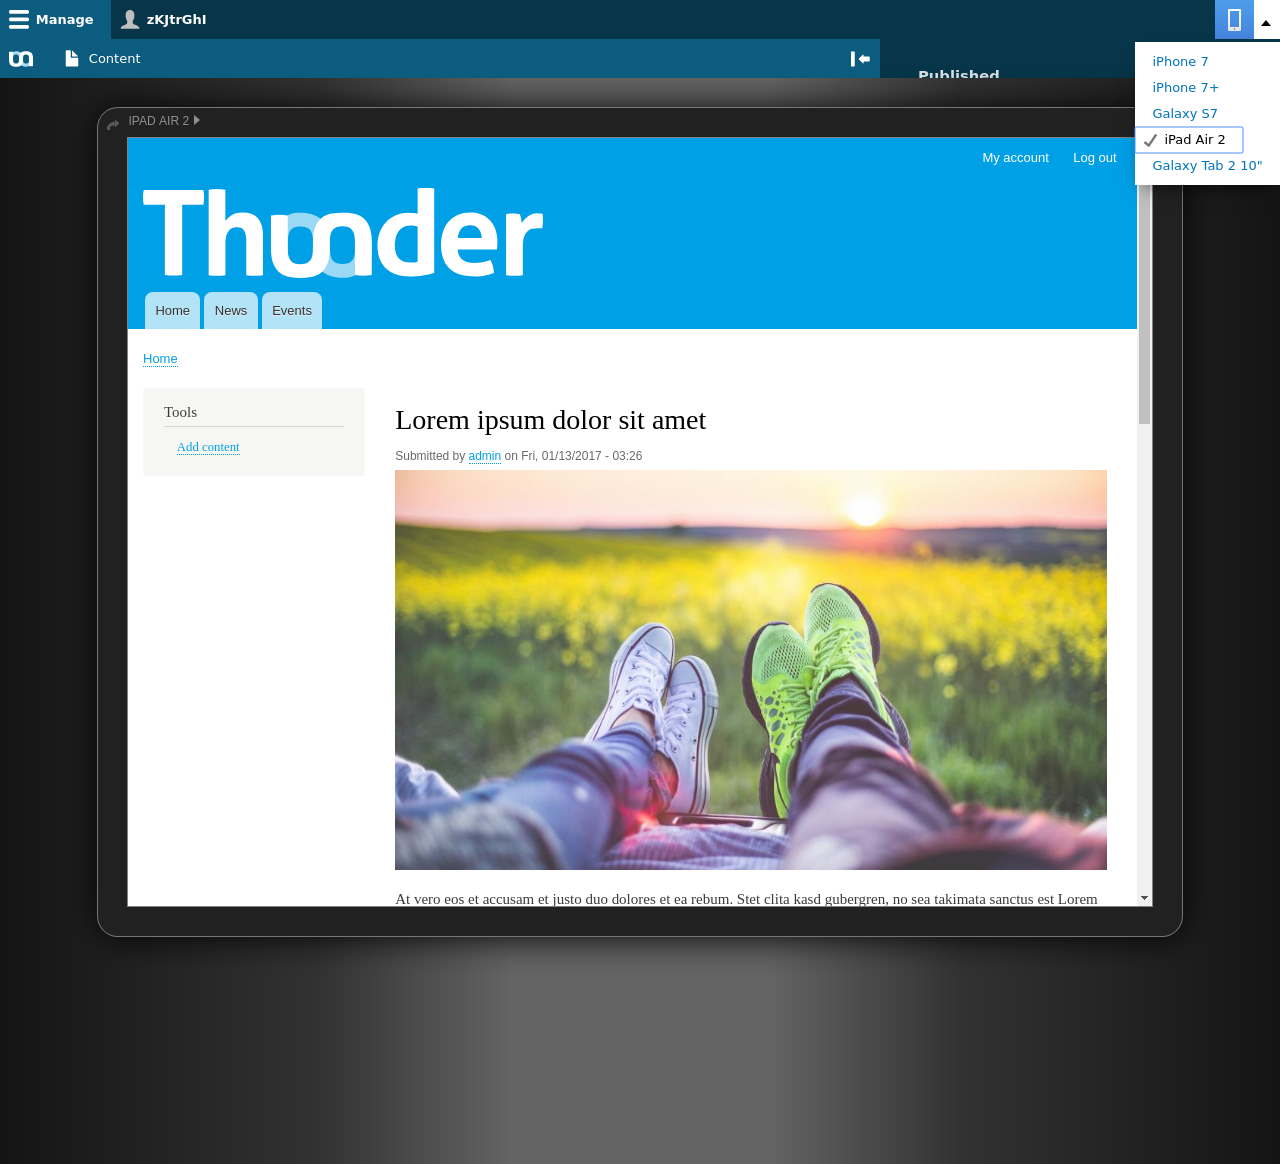 Manage
zKJtrGhI
Content
Published
iPhone 7
iPhone 7+
Galaxy S7
iPad Air 2
Galaxy Tab 2 10"
IPAD AIR 2
My account
Log out
Thunder
Home
News
Events
Home
Tools
Add content
Lorem ipsum dolor sit amet
Submitted by admin on Fri, 01/13/2017 - 03:26
At vero eos et accusam et justo duo dolores et ea rebum. Stet clita kasd gubergren, no sea takimata sanctus est Lorem